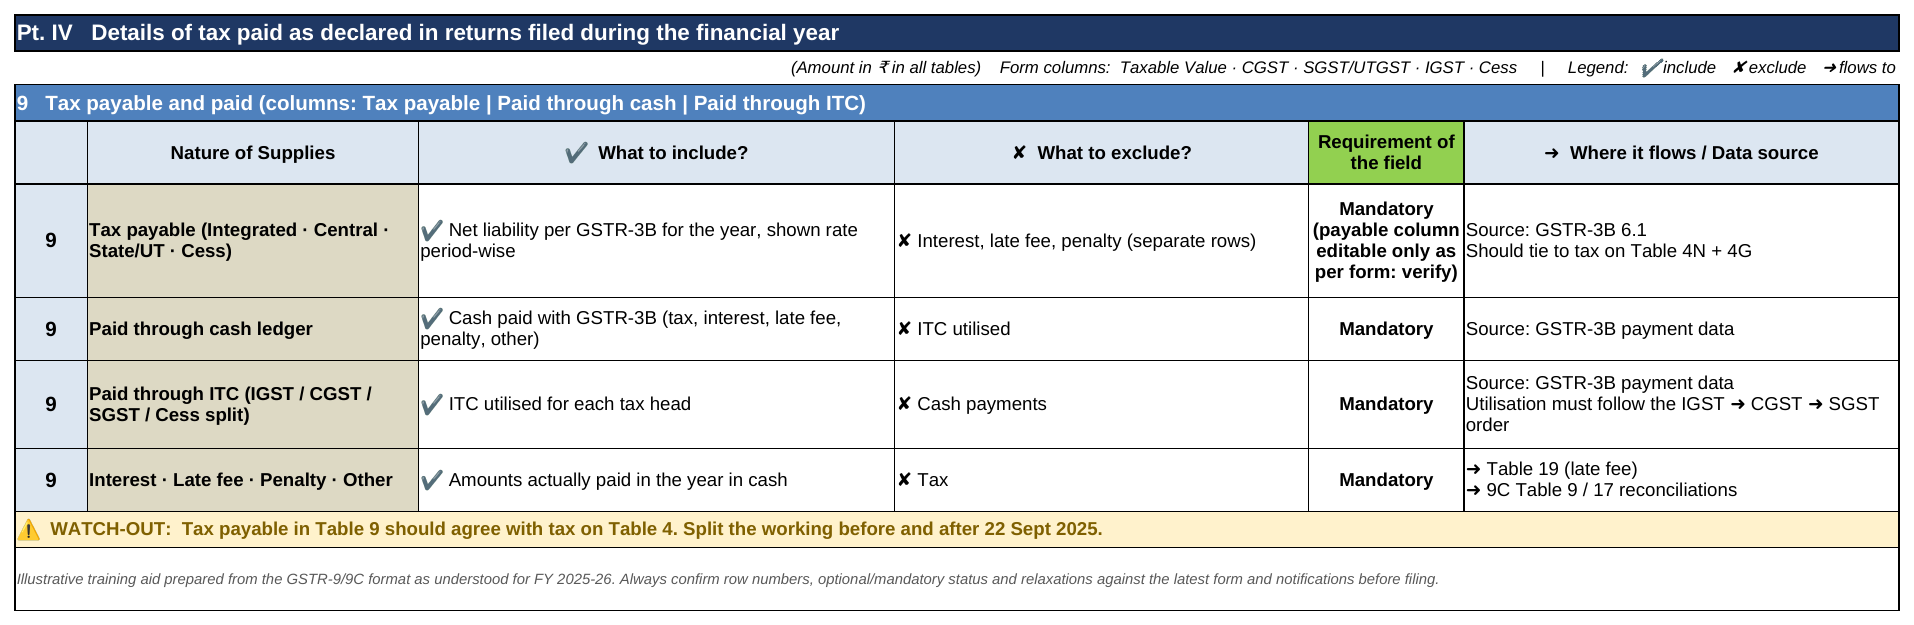 Pt. IV   Details of tax paid as declared in returns filed during the financial year
(Amount in ₹ in all tables)   Form columns:  Taxable Value · CGST · SGST/UTGST · IGST · Cess     |     Legend:   ✔ include   ✘ exclude   ➜ flows to
9   Tax payable and paid (columns: Tax payable | Paid through cash | Paid through ITC)
Nature of Supplies
✔  What to include?
✘  What to exclude?
Requirement of
the field
➜  Where it flows / Data source
9
Tax payable (Integrated · Central ·
State/UT · Cess)
✔ Net liability per GSTR-3B for the year, shown rate
period-wise
✘ Interest, late fee, penalty (separate rows)
Mandatory
(payable column
editable only as
per form: verify)
Source: GSTR-3B 6.1
Should tie to tax on Table 4N + 4G
9
Paid through cash ledger
✔ Cash paid with GSTR-3B (tax, interest, late fee,
penalty, other)
✘ ITC utilised
Mandatory
Source: GSTR-3B payment data
9
Paid through ITC (IGST / CGST /
SGST / Cess split)
✔ ITC utilised for each tax head
✘ Cash payments
Mandatory
Source: GSTR-3B payment data
Utilisation must follow the IGST ➜ CGST ➜ SGST
order
9
Interest · Late fee · Penalty · Other
✔ Amounts actually paid in the year in cash
✘ Tax
Mandatory
➜ Table 19 (late fee)
➜ 9C Table 9 / 17 reconciliations
⚠ WATCH-OUT:  Tax payable in Table 9 should agree with tax on Table 4. Split the working before and after 22 Sept 2025.
Illustrative training aid prepared from the GSTR-9/9C format as understood for FY 2025-26. Always confirm row numbers, optional/mandatory status and relaxations against the latest form and notifications before filing.